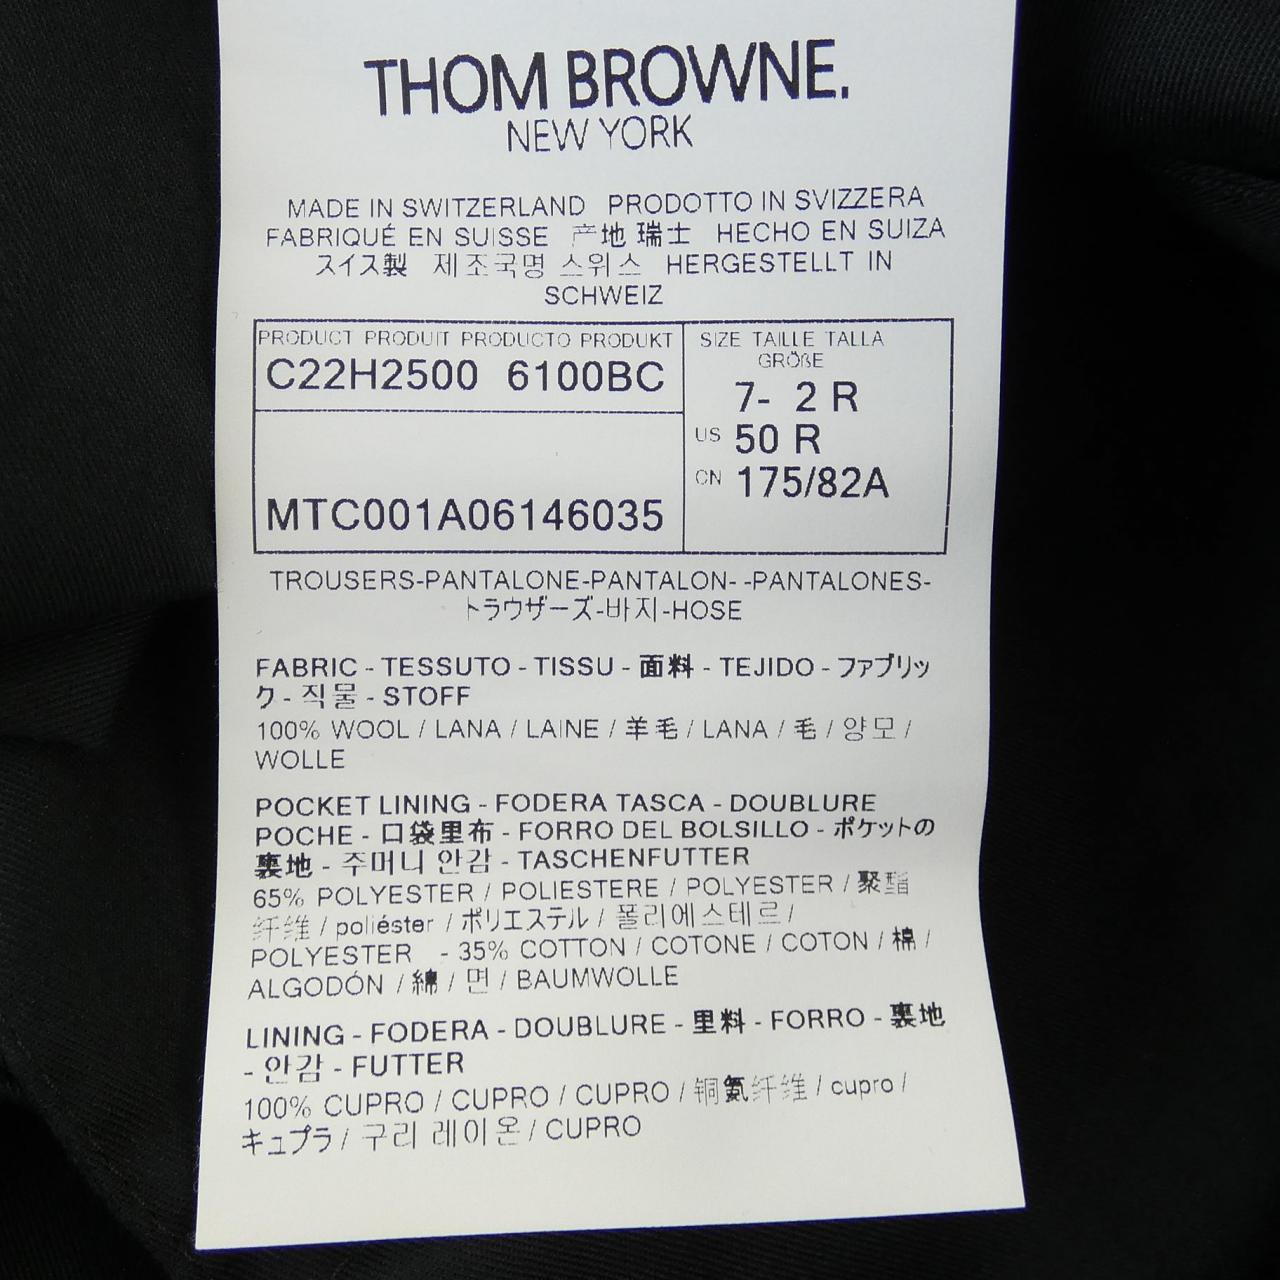 THOM BROWNE.
NEW YORK
MADE IN SWITZERLAND PRODOTTO IN SVIZZERA
FABRIQUÉ EN SUISSE 产地 瑞士 HECHO EN SUIZA
スイス製 제조국명 스위스 HERGESTELLT IN
SCHWEIZ
PRODUCT PRODUIT PRODUCTO PRODUKT
C22H2500 6100BC
MTC001A06146035
SIZE TAILLE TALLA
GRÖßE
7- 2 R
US 50 R
CN 175/82A
TROUSERS-PANTALONE-PANTALON- -PANTALONES-
トラウザーズ-바지-HOSE
FABRIC - TESSUTO - TISSU - 面料 - TEJIDO - ファブリッ
ク - 직물 - STOFF
100% WOOL / LANA / LAINE / 羊毛 / LANA / 毛 / 양모 /
WOLLE
POCKET LINING - FODERA TASCA - DOUBLURE
POCHE - 口袋里布 - FORRO DEL BOLSILLO - ポケットの
裏地 - 주머니 안감 - TASCHENFUTTER
65% POLYESTER / POLIESTERE / POLYESTER / 聚酯
纤维 / poliéster / ポリエステル / 폴리에스테르 /
POLYESTER - 35% COTTON / COTONE / COTON / 棉 /
ALGODÓN / 綿 / 면 / BAUMWOLLE
LINING - FODERA - DOUBLURE - 里料 - FORRO - 裏地
- 안감 - FUTTER
100% CUPRO / CUPRO / CUPRO / 铜氨纤维 / cupro /
キュプラ / 구리 레이온 / CUPRO